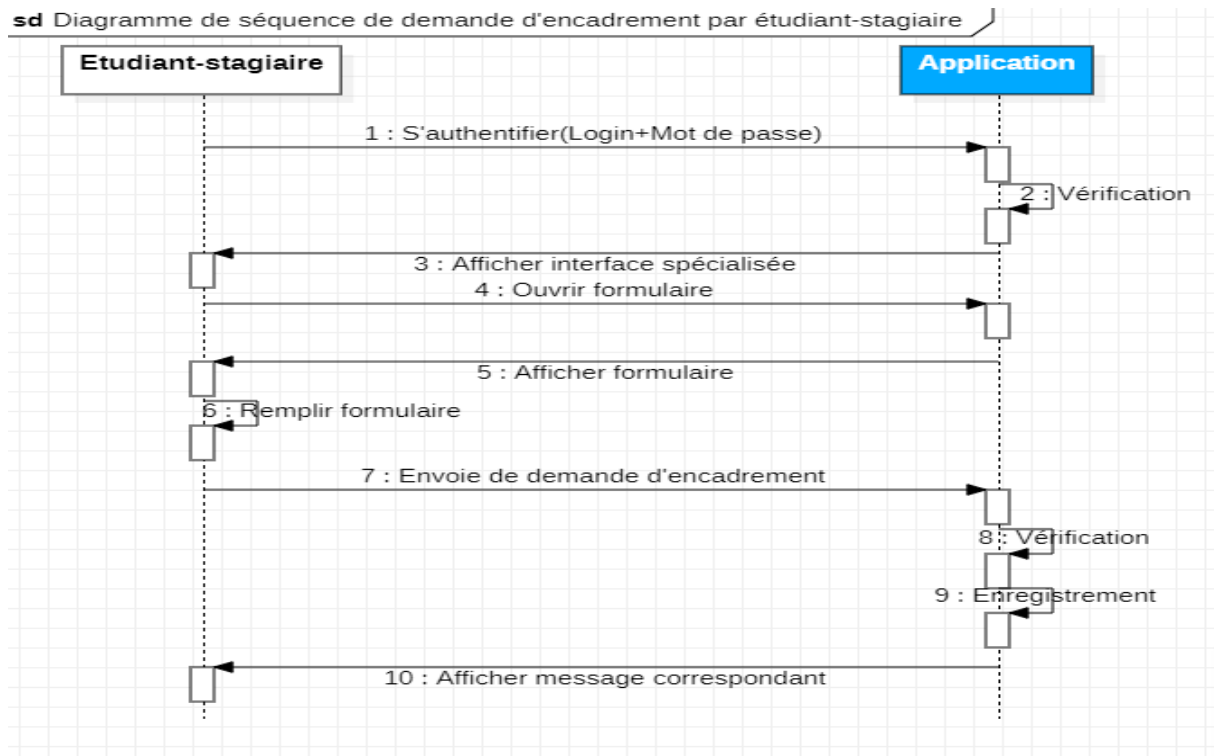 sd Diagramme de séquence de demande d'encadrement par étudiant-stagiaire
Etudiant-stagiaire
Application
1 : S'authentifier(Login+Mot de passe)
2 : Vérification
3 : Afficher interface spécialisée
4 : Ouvrir formulaire
5 : Afficher formulaire
6 : Remplir formulaire
7 : Envoie de demande d'encadrement
8 : Vérification
9 : Enregistrement
10 : Afficher message correspondant